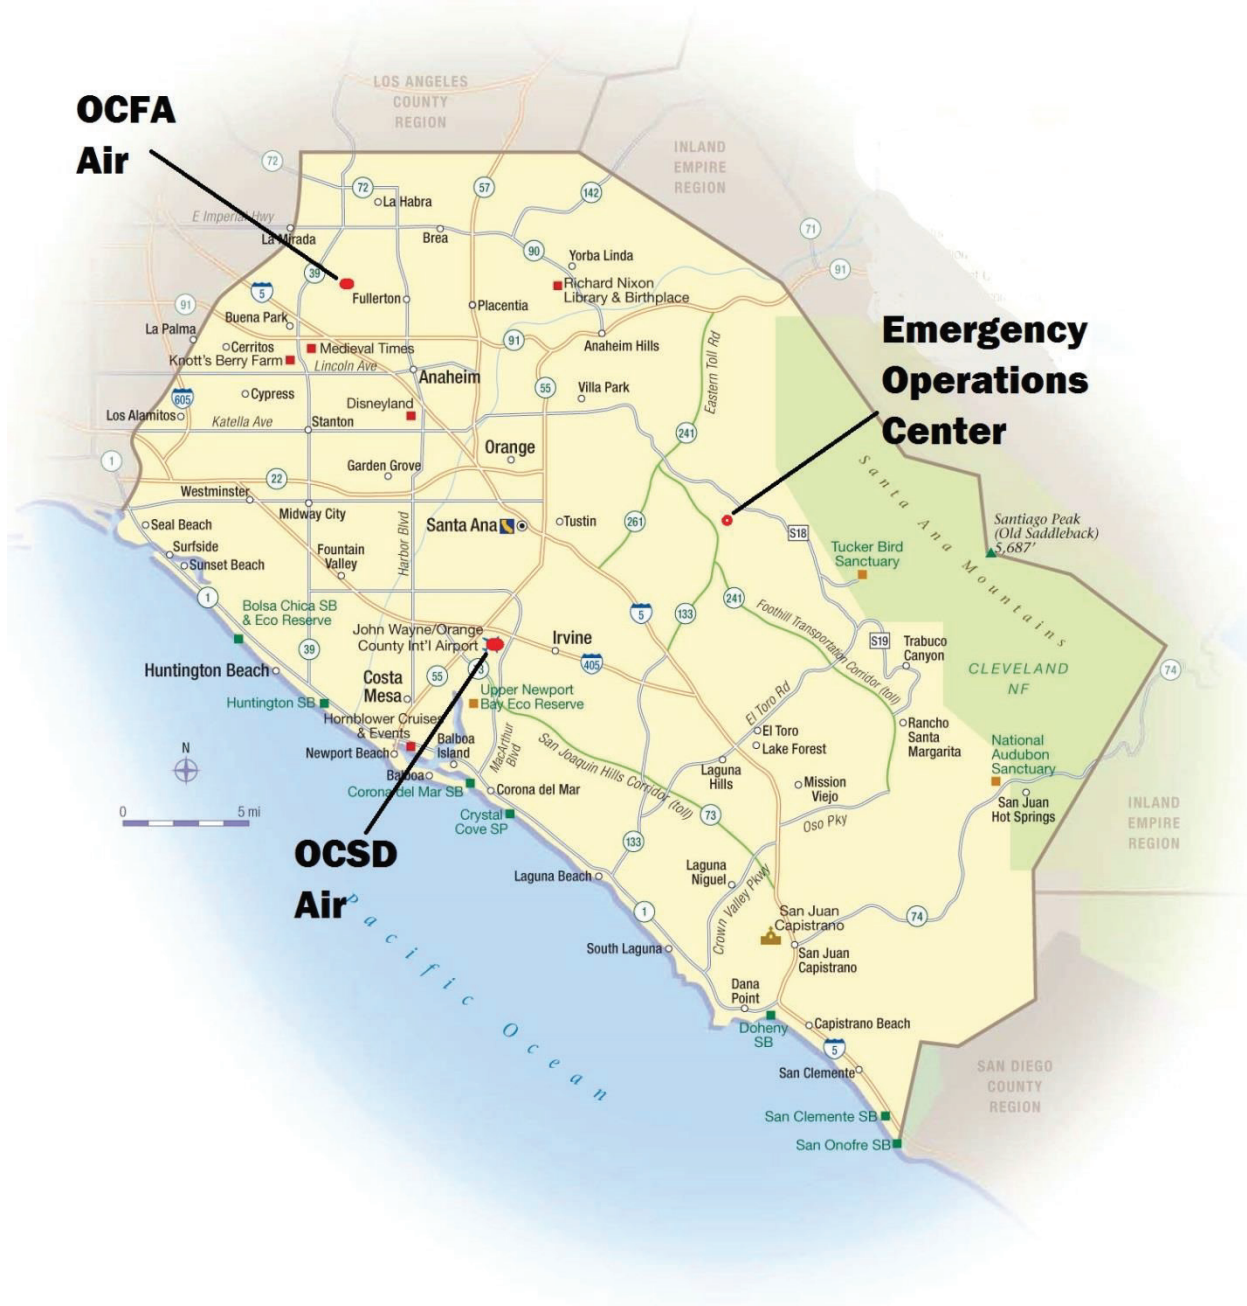 LOS ANGELES
COUNTY
REGION
OCFA
Air
INLAND
EMPIRE
REGION
72
72
57
142
La Habra
E Imperial Hwy
La Mirada
Brea
71
90
Yorba Linda
39
91
5
Richard Nixon
Library & Birthplace
Fullerton
Placentia
91
Buena Park
La Palma
Emergency
Operations
Center
91
Anaheim Hills
Eastern Toll Rd
Cerritos
Medieval Times
Knott's Berry Farm
Lincoln Ave
Anaheim
55
Villa Park
605
Cypress
Disneyland
Los Alamitos
Katella Ave
Stanton
241
Orange
1
Garden Grove
22
Santa Ana Mountains
Westminster
Midway City
Harbor Blvd
Santa Ana
Tustin
261
Santiago Peak
(Old Saddleback)
5,687'
Seal Beach
S18
Surfside
Fountain
Valley
Tucker Bird
Sanctuary
Sunset Beach
1
Bolsa Chica SB
& Eco Reserve
241
5
133
Foothill Transportation Corridor (toll)
John Wayne/Orange
County Int'l Airport
Irvine
S19
Trabuco
Canyon
39
405
Huntington Beach
73
55
CLEVELAND
NF
74
Costa
Mesa
Upper Newport
Bay Eco Reserve
El Toro Rd
Huntington SB
Hornblower Cruises
& Events
Rancho
Santa
Margarita
N
Newport Beach
Balboa
Island
MacArthur
Blvd
San Joaquin Hills Corridor (toll)
El Toro
Lake Forest
National
Audubon
Sanctuary
Balboa
Laguna
Hills
Corona del Mar SB
Corona del Mar
Mission
Viejo
San Juan
Hot Springs
0
5 mi
Crystal
Cove SP
73
Oso Pky
INLAND
EMPIRE
REGION
133
OCSD
Air
Laguna
Niguel
Laguna Beach
Crown Valley Pkwy
1
San Juan
Capistrano
74
Pacific Ocean
South Laguna
San Juan
Capistrano
Dana
Point
Doheny
SB
Capistrano Beach
5
San Clemente
SAN DIEGO
COUNTY
REGION
San Clemente SB
San Onofre SB